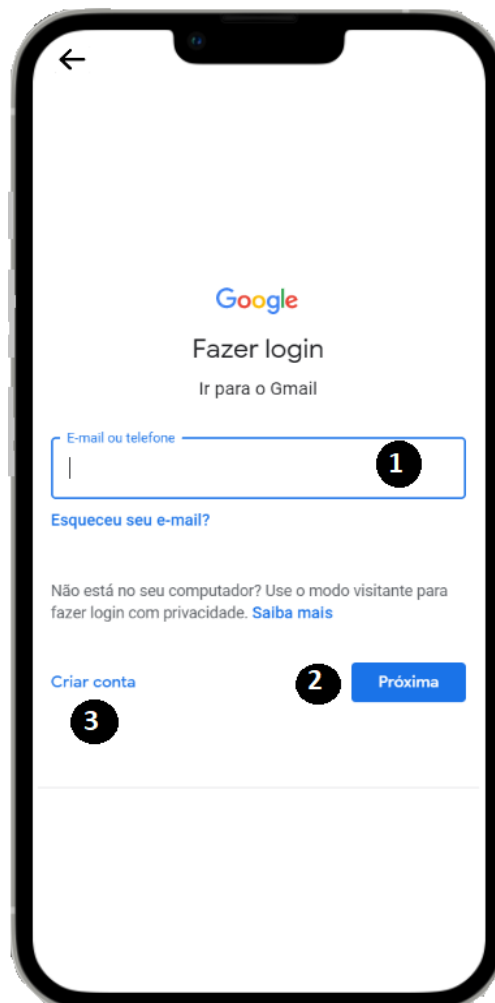 Google
Fazer login
Ir para o Gmail
E-mail ou telefone
1
Esqueceu seu e-mail?
Não está no seu computador? Use o modo visitante para
fazer login com privacidade. Saiba mais
Criar conta
2
Próxima
3